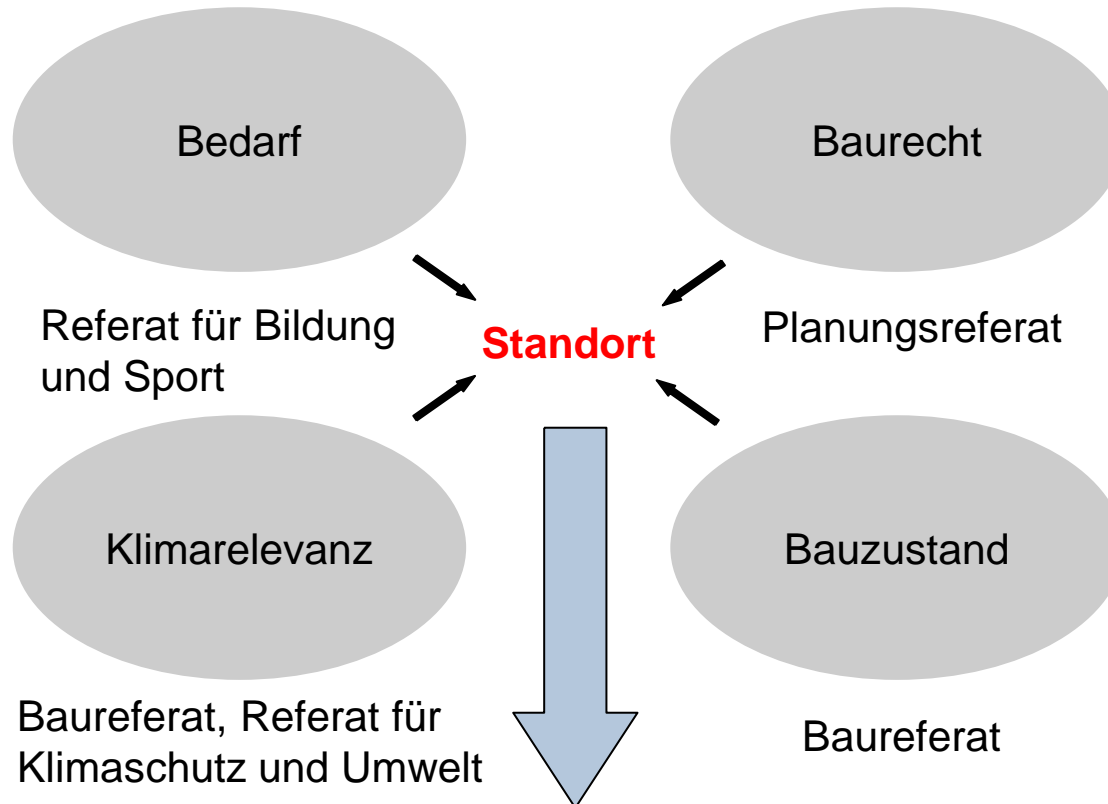 Bedarf
Baurecht
Referat für Bildung
und Sport
Standort
Planungsreferat
Klimarelevanz
Bauzustand
Baureferat, Referat für
Klimaschutz und Umwelt
Baureferat